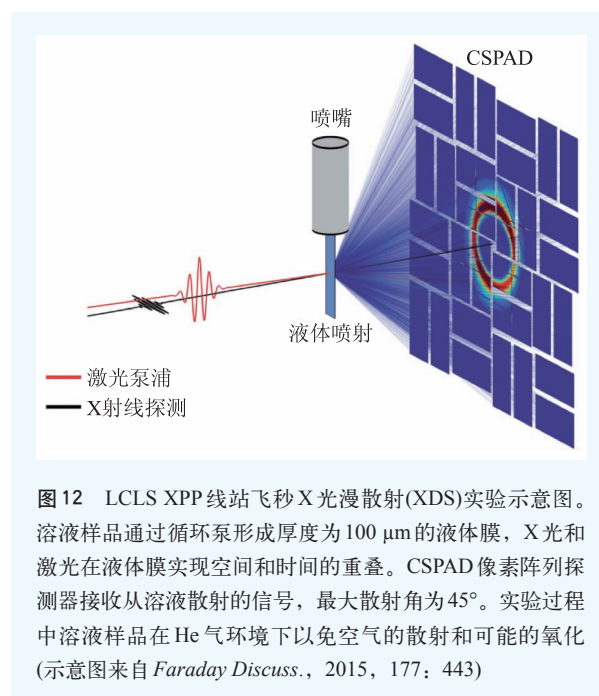 CSPAD
喷嘴
液体喷射
激光泵浦
X射线探测
图12 LCLS XPP线站飞秒X光漫散射(XDS)实验示意图。
溶液样品通过循环泵形成厚度为100 μm的液体膜，X光和
激光在液体膜实现空间和时间的重叠。CSPAD像素阵列探
测器接收从溶液散射的信号，最大散射角为45°。实验过程
中溶液样品在He气环境下以免空气的散射和可能的氧化
(示意图来自Faraday Discuss.，2015，177：443)